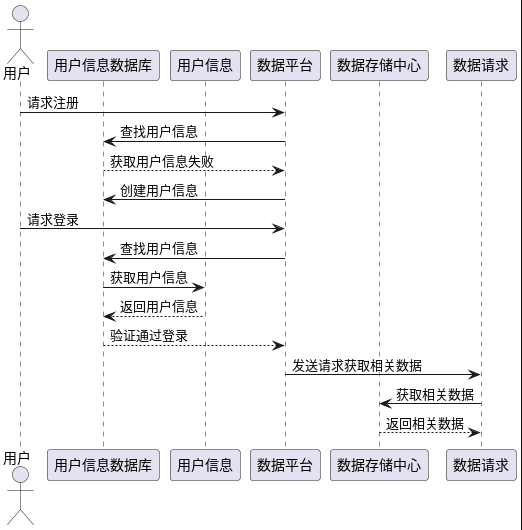 用户
用户信息数据库
用户信息
数据平台
数据存储中心
数据请求
请求注册
查找用户信息
获取用户信息失败
创建用户信息
请求登录
查找用户信息
获取用户信息
返回用户信息
验证通过登录
发送请求获取相关数据
获取相关数据
返回相关数据
用户
用户信息数据库
用户信息
数据平台
数据存储中心
数据请求